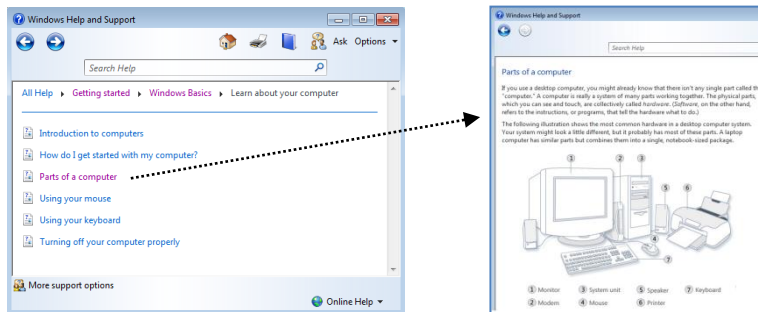 Windows Help and Support
Ask Options
Search Help
All Help Getting started Windows Basics Learn about your computer
Introduction to computers
How do I get started with my computer?
Parts of a computer
Using your mouse
Using your keyboard
Turning off your computer properly
More support options
Online Help
Windows Help and Support
Search Help
Parts of a computer
If you use a desktop computer, you might already know that there isn't any single part called th
"computer." A computer is really a system of many parts working together. The physical parts,
which you can see and touch, are collectively called hardware. (Software, on the other hand,
refers to the instructions, or programs, that tell the hardware what to do.)
The following illustration shows the most common hardware in a desktop computer system.
Your system might look a little different, but it probably has most of these parts. A laptop
computer has similar parts but combines them into a single, notebook-sized package.
1 2 3
5 6
4
7
1 Monitor 3 System unit 5 Speaker 7 Keyboard
2 Modem 4 Mouse 6 Printer